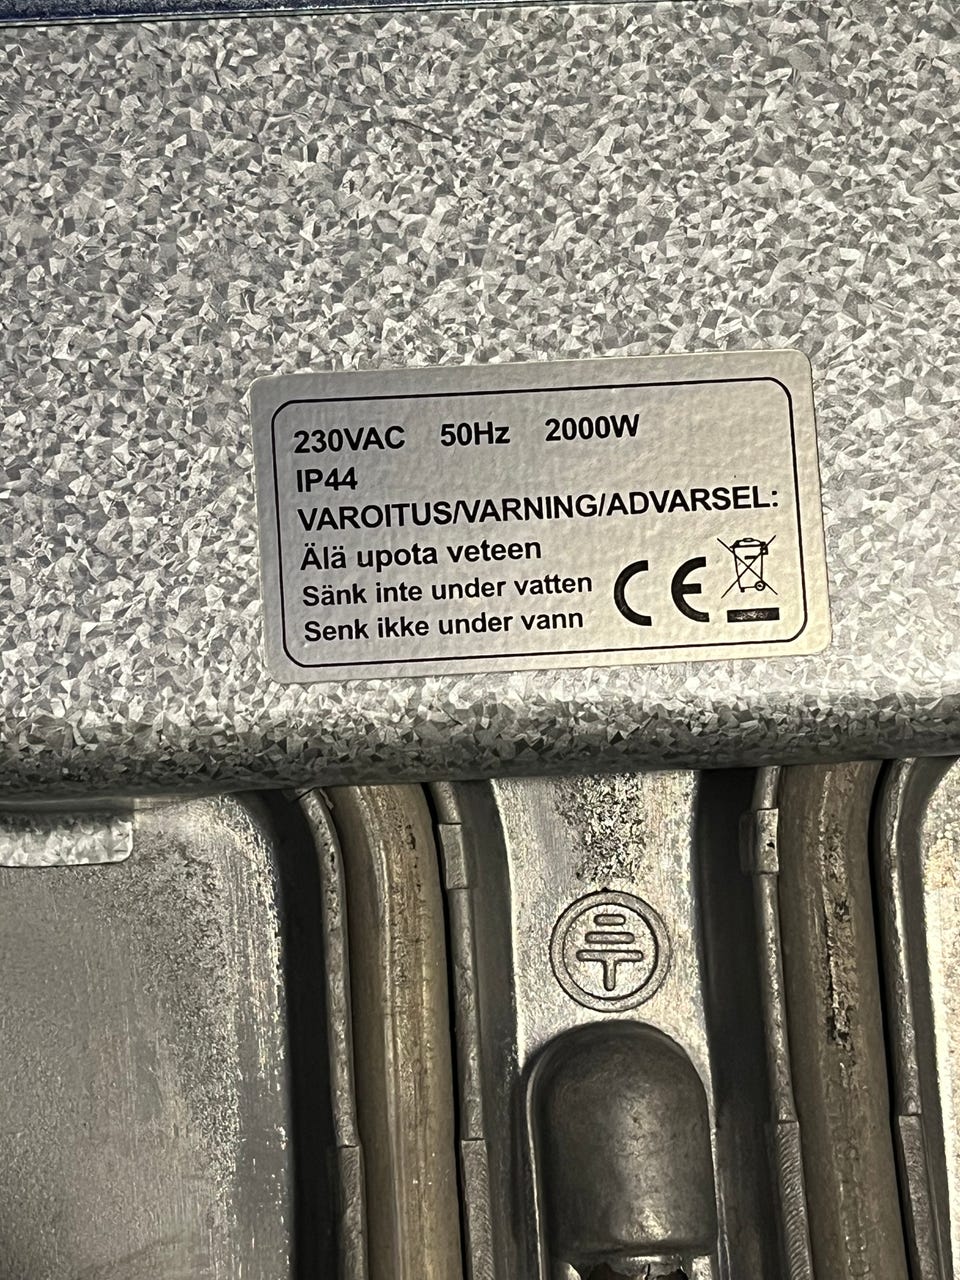 230VAC 50Hz 2000W
IP44
VAROITUS/VARNING/ADVARSEL:
Älä upota veteen
Sänk inte under vatten
Senk ikke under vann
CE